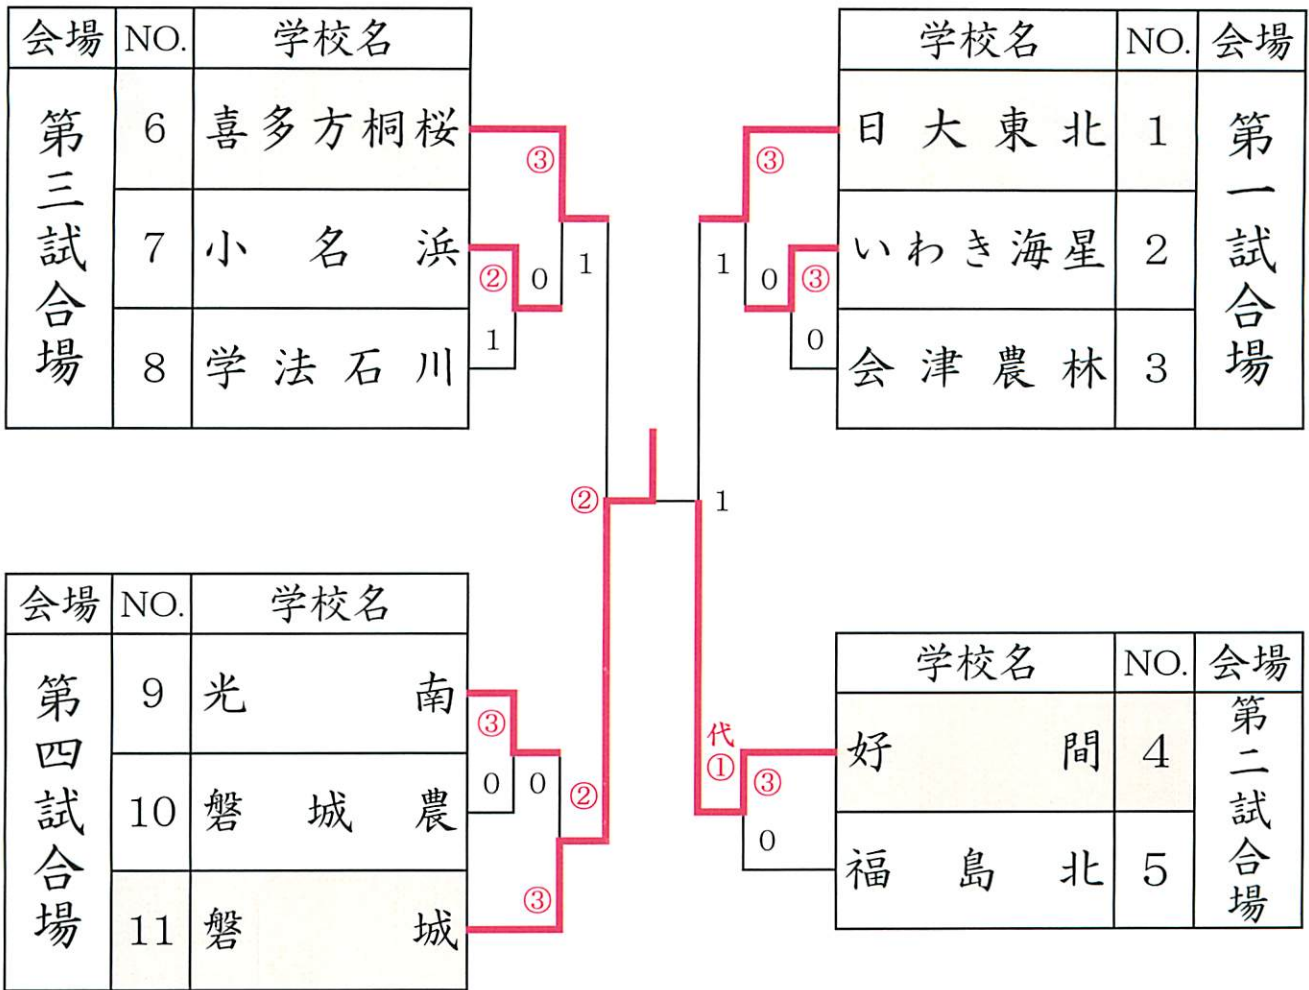 会場 NO. 学校名
第三試合場
6 喜多方桐桜
7 小名浜
8 学法石川
③
②
0
1
1
学校名 NO. 会場
日大東北 1
いわき海星 2
会津農林 3
第一試合場
③
1
0
③
0
②
1
会場 NO. 学校名
第四試合場
9 光南
10 磐城農
11 磐城
③
0
0
②
③
学校名 NO. 会場
好間 4
福島北 5
第二試合場
代
①
③
0